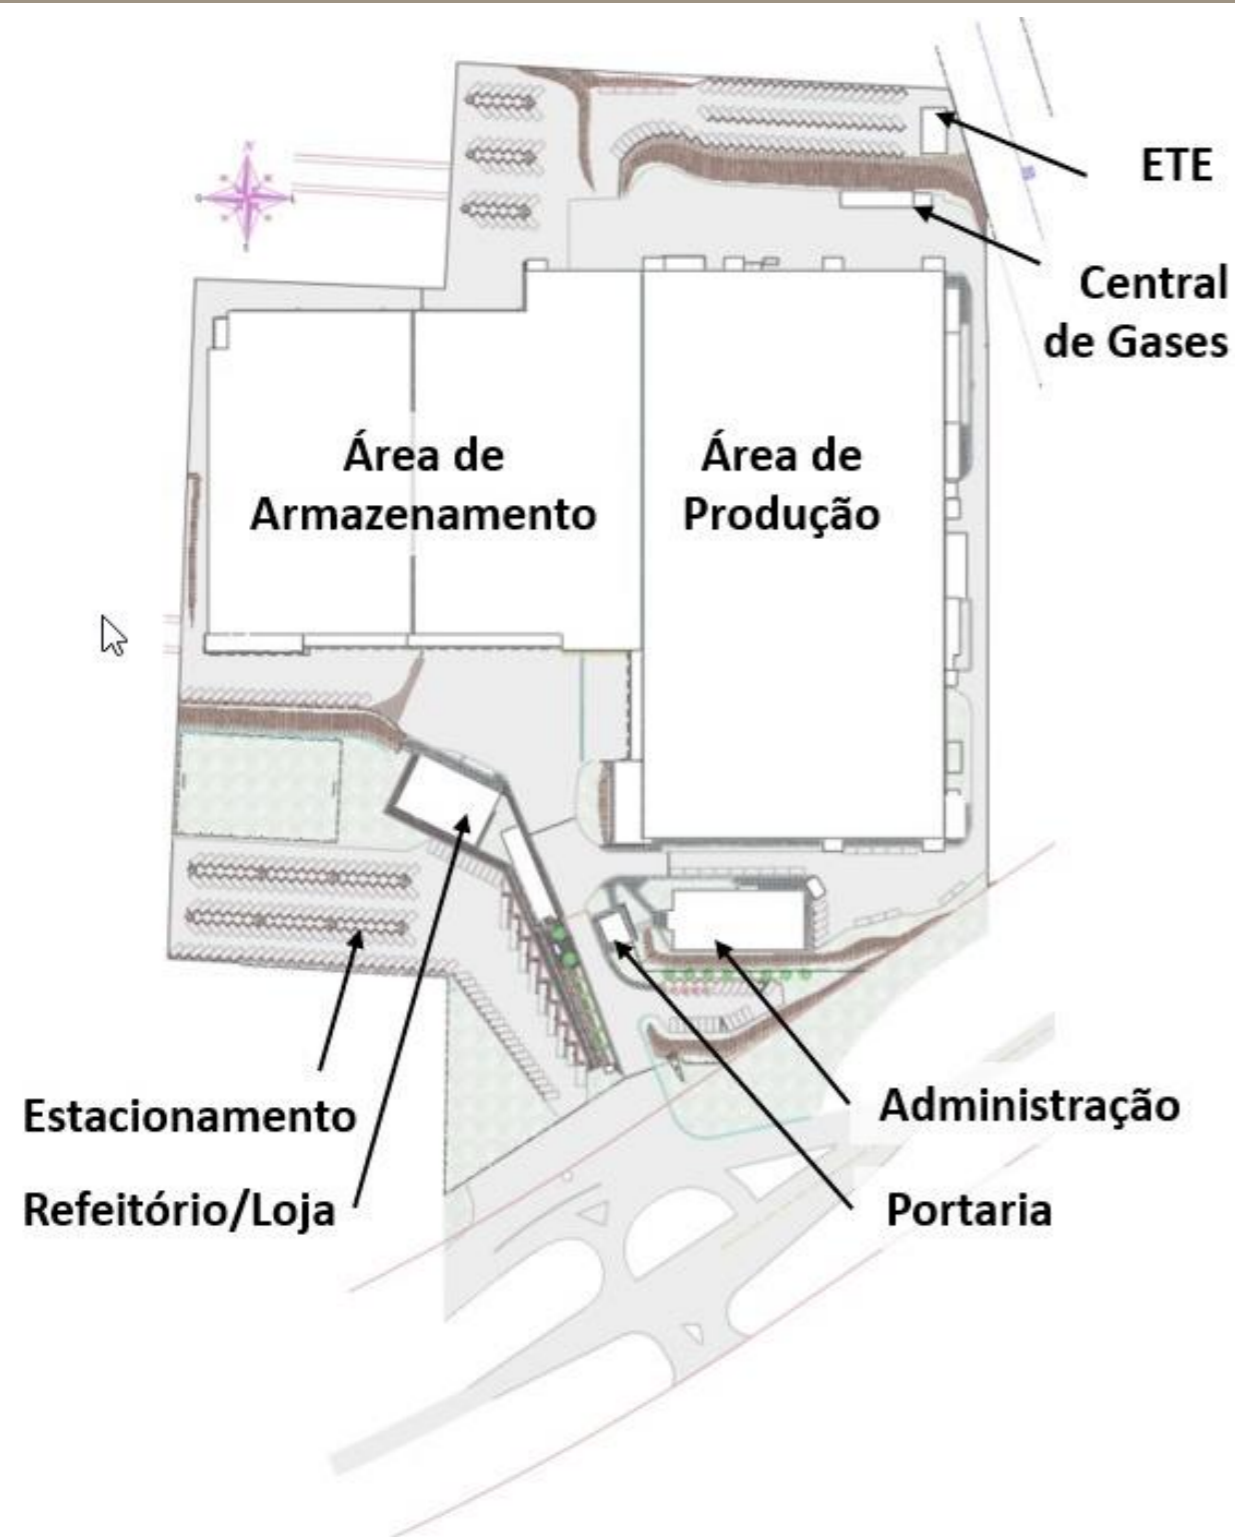 N
ETE
Central
de Gases
Área de
Armazenamento
Área de
Produção
Estacionamento
Administração
Refeitório/Loja
Portaria